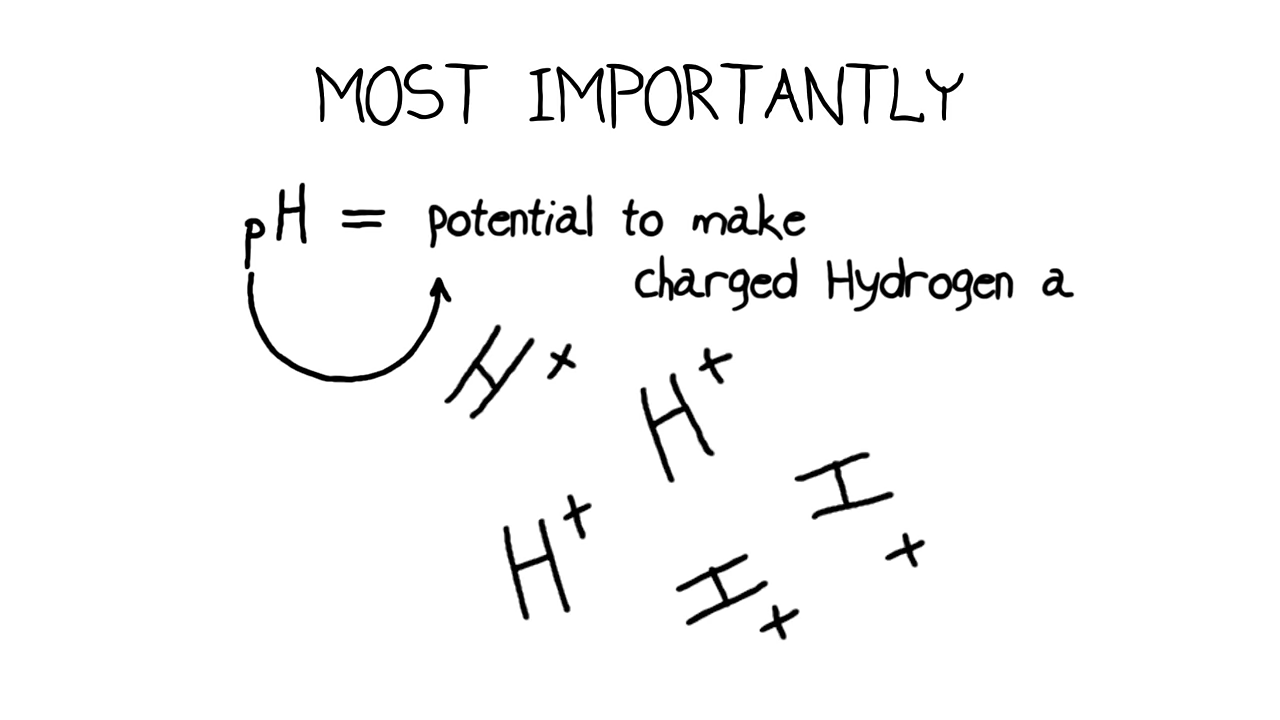 MOST IMPORTANTLY
pH = potential to make
charged Hydrogen a
H+
H+
H+
H+
H+